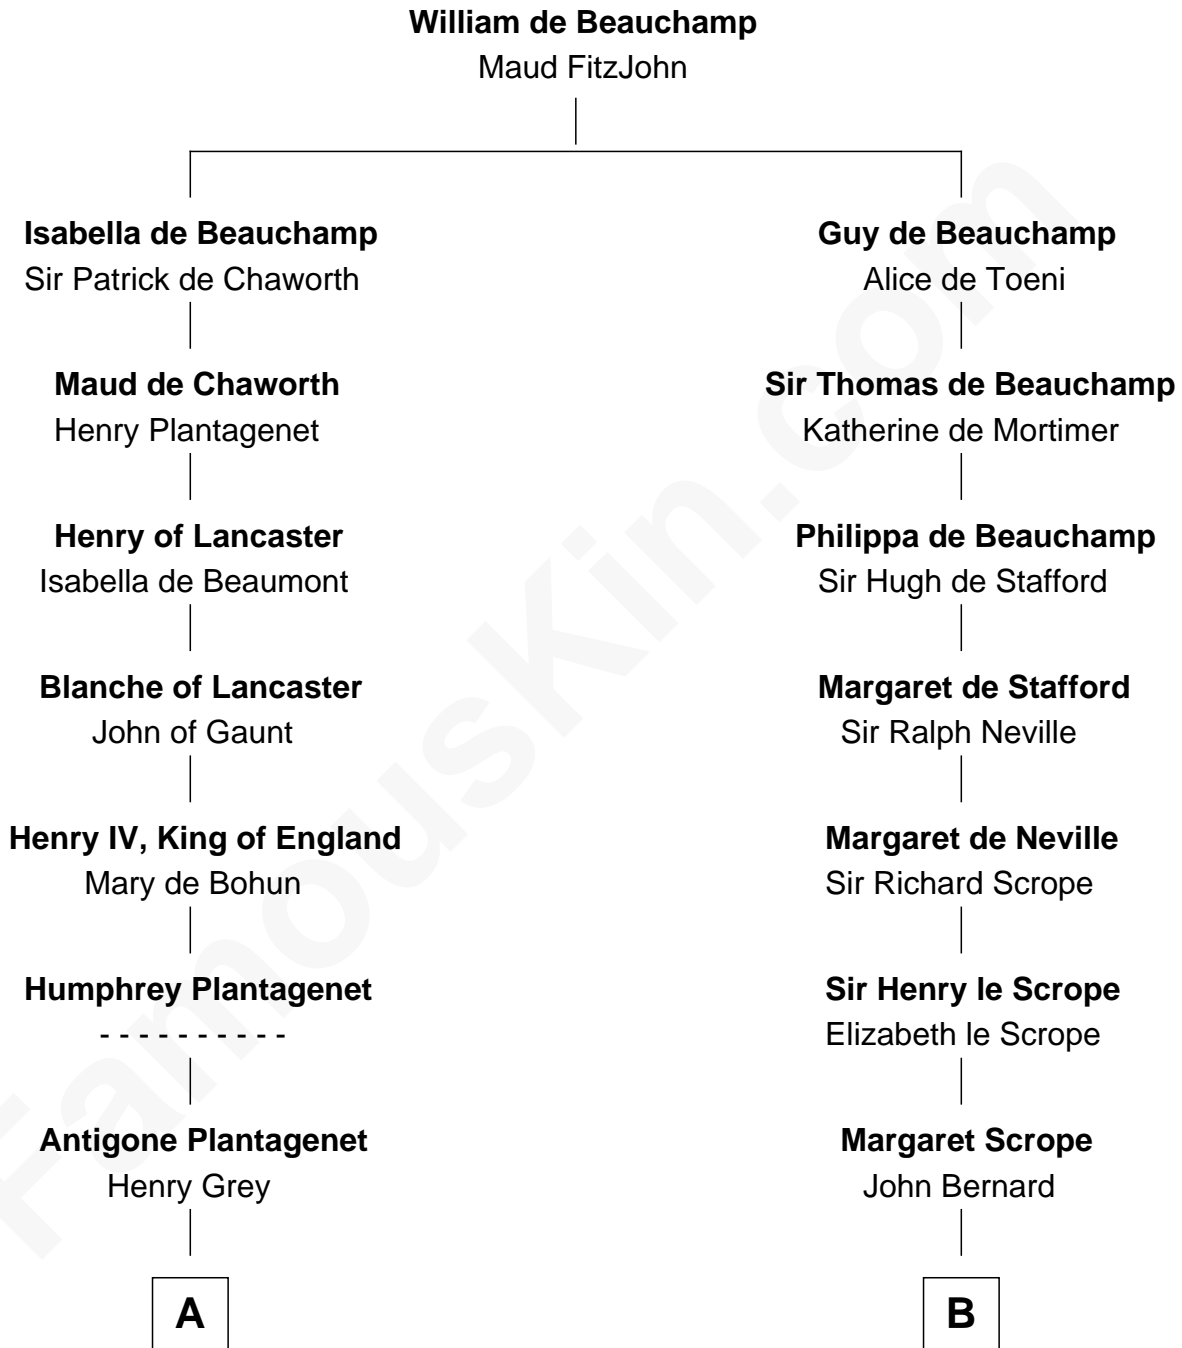 William de Beauchamp
Maud FitzJohn
Isabella de Beauchamp
Sir Patrick de Chaworth
Guy de Beauchamp
Alice de Toeni
Maud de Chaworth
Henry Plantagenet
Sir Thomas de Beauchamp
Katherine de Mortimer
Henry of Lancaster
Isabella de Beaumont
Philippa de Beauchamp
Sir Hugh de Stafford
Blanche of Lancaster
John of Gaunt
Margaret de Stafford
Sir Ralph Neville
Henry IV, King of England
Mary de Bohun
Margaret de Neville
Sir Richard Scrope
Humphrey Plantagenet
- - - - - - - - - -
Sir Henry le Scrope
Elizabeth le Scrope
Antigone Plantagenet
Henry Grey
Margaret Scrope
John Bernard
A
B
FamousKin.com